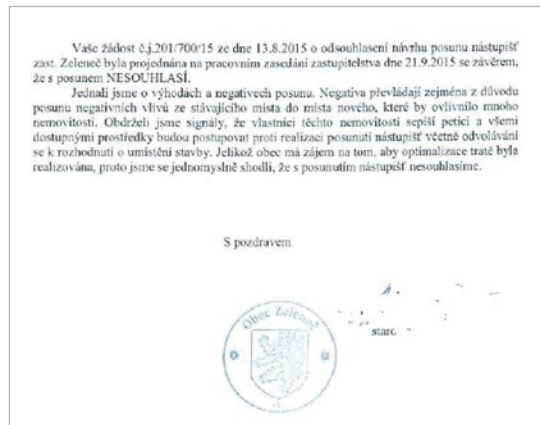 Vaše žádost č.j.201/700/15 ze dne 13.8.2015 o odsouhlasení návrhu posunu nástupišť
zast. Zeleneč byla projednána na pracovním zasedání zastupitelstva dne 21.9.2015 se závěrem,
že s posunem NESOUHLASÍ.
Jednali jsme o výhodách a negativech posunu. Negativa převládají zejména z důvodu
posunu negativních vlivů ze stávajícího místa do místa nového, které by ovlivnilo mnoho
nemovitostí. Obdrželi jsme signály, že vlastníci těchto nemovitostí sepíší petici a všemi
dostupnými prostředky budou postupovat proti realizaci posunutí nástupišť včetně odvolávání
se k rozhodnutí o umístění stavby. Jelikož obec má zájem na tom, aby optimalizace tratě byla
realizována, proto jsme se jednomyslně shodli, že s posunutím nástupišť nesouhlasíme.
S pozdravem
Obec Zeleneč
staro